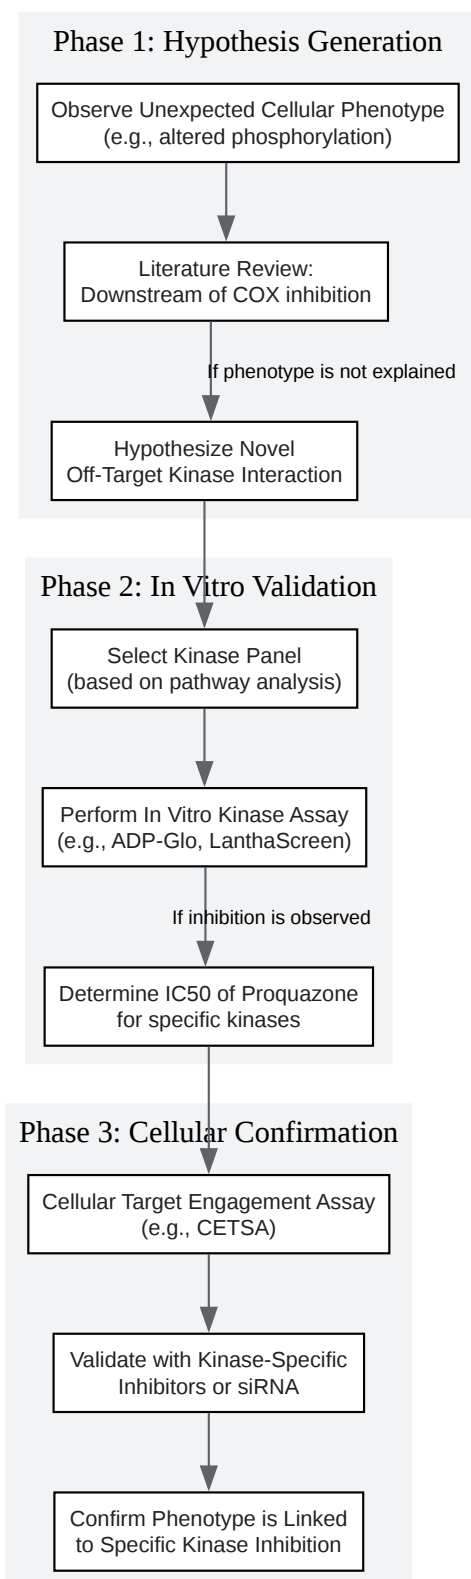 Phase 1: Hypothesis Generation
Observe Unexpected Cellular Phenotype
(e.g., altered phosphorylation)
Literature Review:
Downstream of COX inhibition
If phenotype is not explained
Hypothesize Novel
Off-Target Kinase Interaction
Phase 2: In Vitro Validation
Select Kinase Panel
(based on pathway analysis)
Perform In Vitro Kinase Assay
(e.g., ADP-Glo, LanthaScreen)
If inhibition is observed
Determine IC50 of Proquazone
for specific kinases
Phase 3: Cellular Confirmation
Cellular Target Engagement Assay
(e.g., CETSA)
Validate with Kinase-Specific
Inhibitors or siRNA
Confirm Phenotype is Linked
to Specific Kinase Inhibition